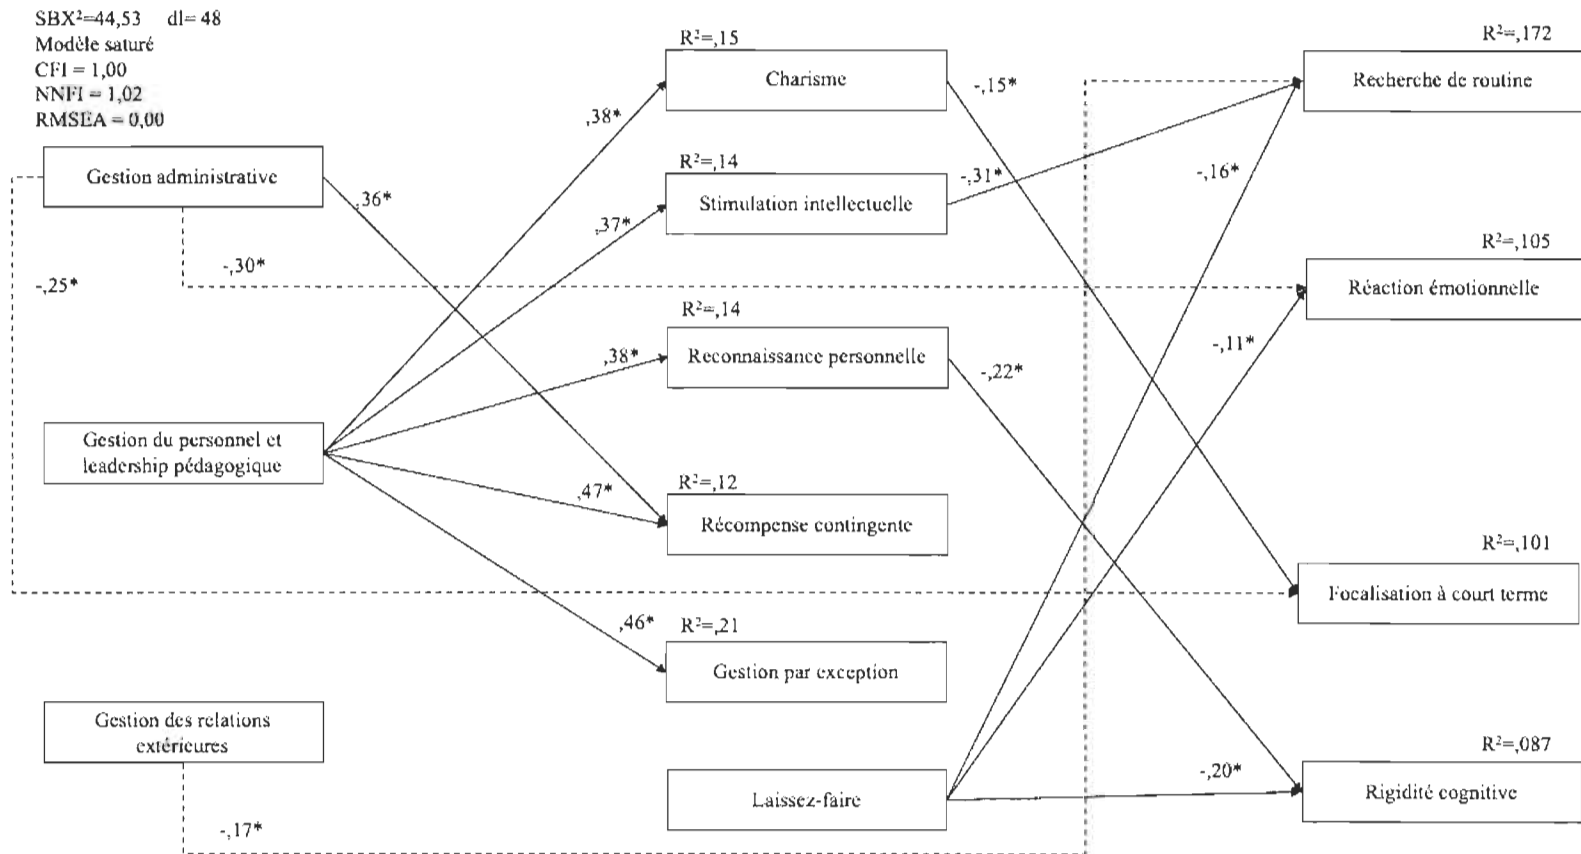 SBX²=44,53 dl= 48
Modèle saturé
CFI = 1,00
NNFI = 1,02
RMSEA = 0,00
Gestion administrative
Gestion du personnel et
leadership pédagogique
Gestion des relations
extérieures
,36*
-,30*
-,25*
,38*
,37*
,38*
,47*
,46*
-,17*
R²=,15
Charisme
R²=,14
Stimulation intellectuelle
R²=,14
Reconnaissance personnelle
R²=,12
Récompense contingente
R²=,21
Gestion par exception
Laissez-faire
-,15*
-,31*
-,16*
-,11*
-,22*
-,20*
R²=,172
Recherche de routine
R²=,105
Réaction émotionnelle
R²=,101
Focalisation à court terme
R²=,087
Rigidité cognitive